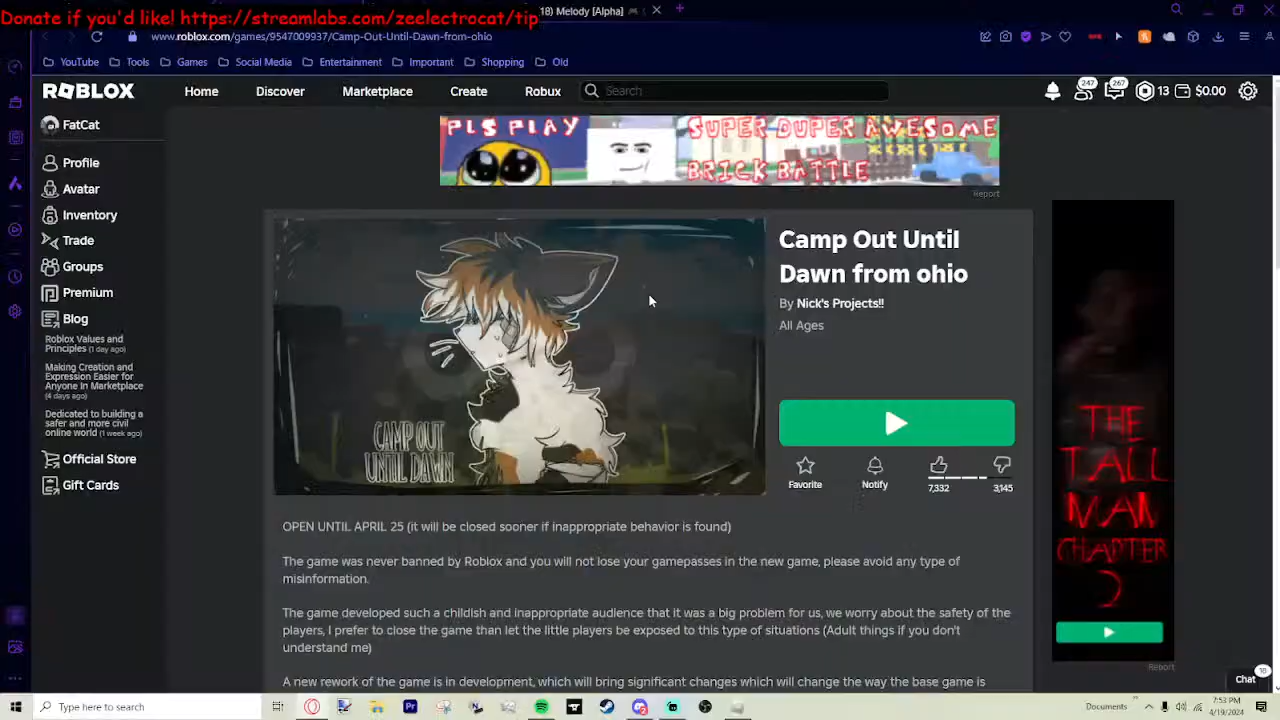 Donate if you'd like! https://streamlabs.com/zeelectrocat/tip
18) Melody [Alpha]
www.roblox.com/games/9547009937/Camp-Out-Until-Dawn-from-ohio
YouTube Tools Games Social Media Entertainment Important Shopping Old
ROBLOX Home Discover Marketplace Create Robux Search 247 267 13 $0.00
FatCat
Profile
Avatar
Inventory
Trade
Groups
Premium
Blog
Roblox Values and
Principles (1 day ago)
Making Creation and
Expression Easier for
Anyone In Marketplace
(4 days ago)
Dedicated to building a
safer and more civil
online world (1 week ago)
Official Store
Gift Cards
PLS PLAY
SUPER DUPER AWESOME
BRICK BATTLE
Report
CAMP OUT
UNTIL DAWN
Camp Out Until
Dawn from ohio
By Nick's Projects!!
All Ages
Favorite Notify 7,332 3,145
OPEN UNTIL APRIL 25 (it will be closed sooner if inappropriate behavior is found)
The game was never banned by Roblox and you will not lose your gamepasses in the new game, please avoid any type of
misinformation.
The game developed such a childish and inappropriate audience that it was a big problem for us, we worry about the safety of the
players, I prefer to close the game than let the little players be exposed to this type of situations (Adult things if you don't
understand me)
A new rework of the game is in development, which will bring significant changes which will change the way the base game is
THE
TALL
MAN
CHAPTER
Report
Chat 18
Type here to search
Documents
7:53 PM
4/19/2024